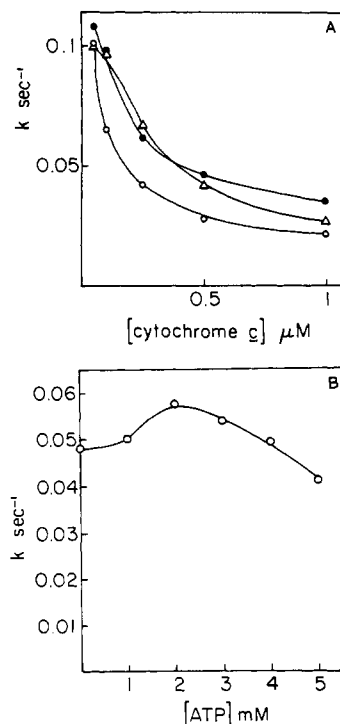 A
0.1
0.05
k sec⁻¹
0.5
1
[cytochrome c] μM
B
0.06
0.05
0.04
0.03
0.02
0.01
k sec⁻¹
1 2 3 4 5
[ATP] mM